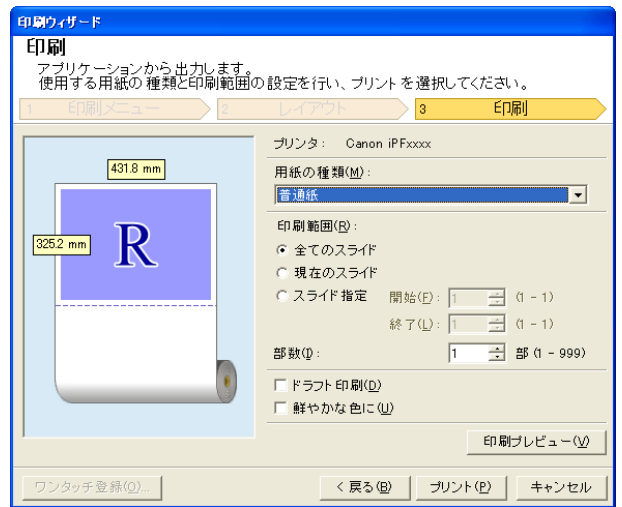 印刷ウィザード
印刷
アプリケーションから出力します。
使用する用紙の種類と印刷範囲の設定を行い、プリントを選択してください。
1 印刷メニュー 2 レイアウト 3 印刷
プリンタ: Canon iPFxxxx
431.8 mm
用紙の種類(M):
普通紙
印刷範囲(R):
325.2 mm
R
全てのスライド
現在のスライド
スライド指定 開始(F): 1 (1 - 1)
終了(L): 1 (1 - 1)
部数(I): 1 部 (1 - 999)
ドラフト印刷(D)
鮮やかな色に(U)
印刷プレビュー(V)
ワンタッチ登録(O)... < 戻る(B) プリント(P) キャンセル